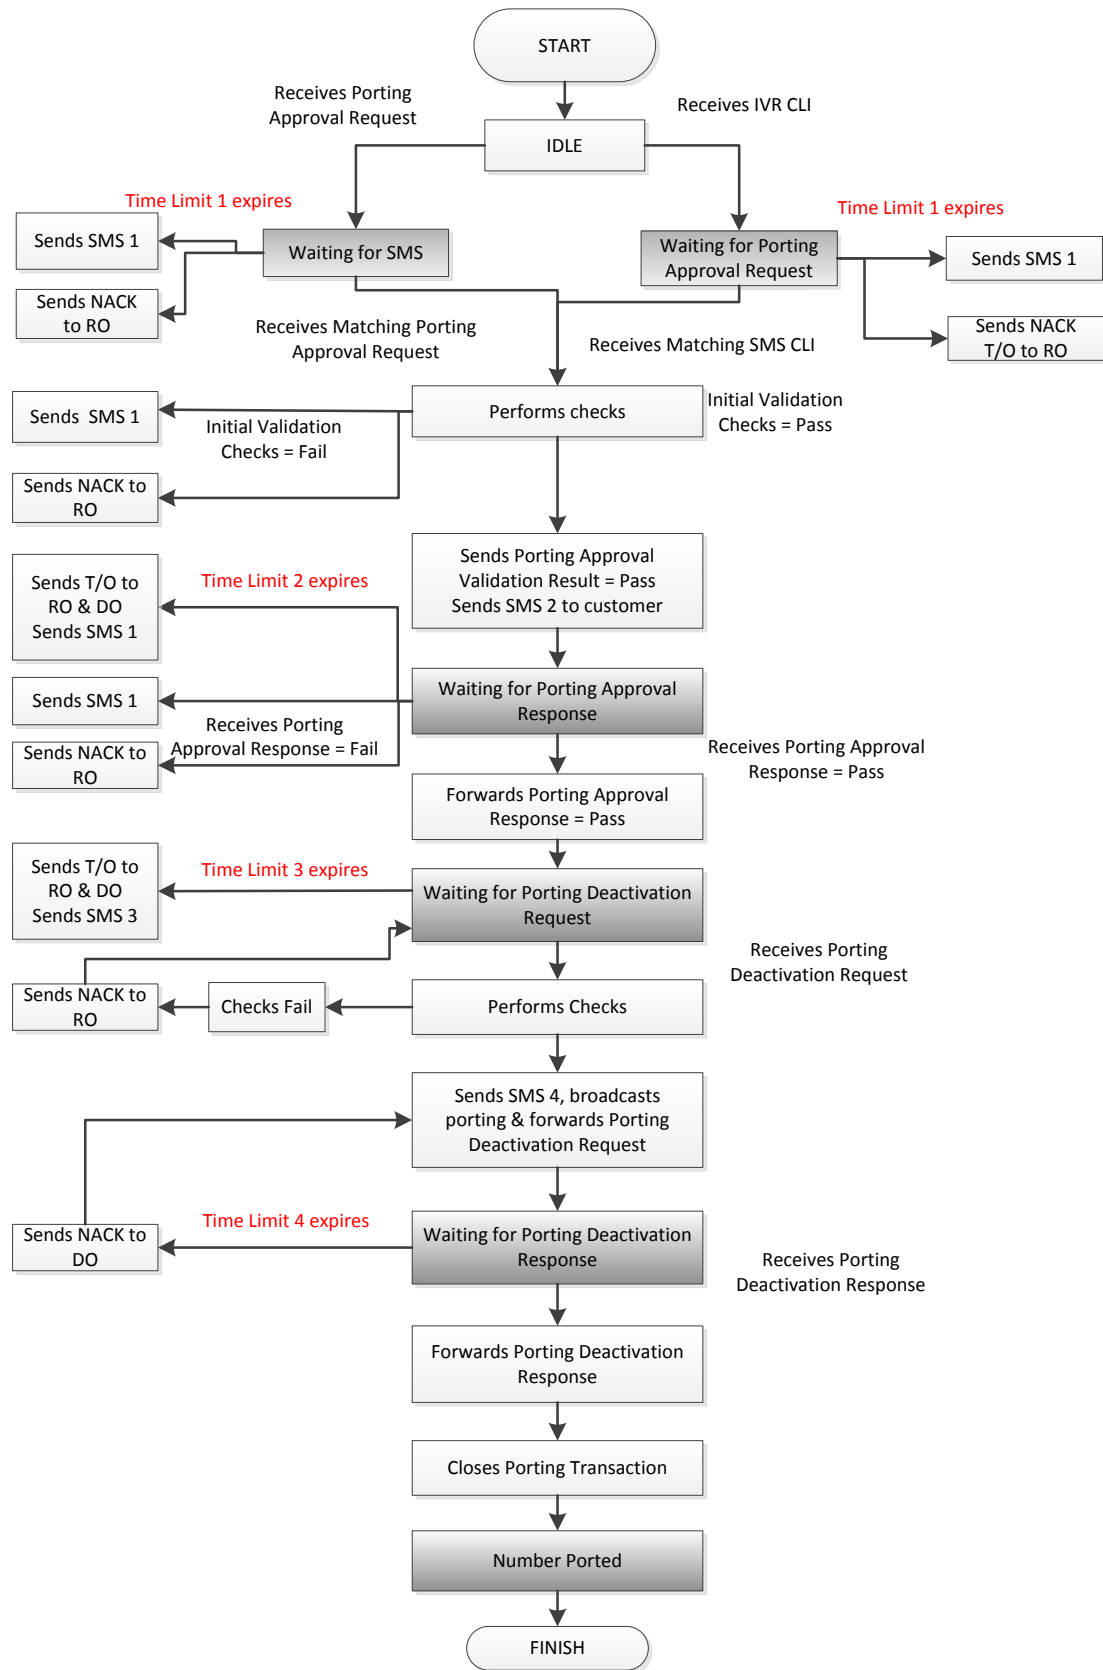 START
Receives Porting
Approval Request
Receives IVR CLI
IDLE
Time Limit 1 expires
Time Limit 1 expires
Sends SMS 1
Waiting for SMS
Waiting for Porting
Approval Request
Sends SMS 1
Sends NACK
to RO
Sends NACK
T/O to RO
Receives Matching Porting
Approval Request
Receives Matching SMS CLI
Sends  SMS 1
Performs checks
Initial Validation
Checks = Pass
Initial Validation
Checks = Fail
Sends NACK to
RO
Sends Porting Approval
Validation Result = Pass
Sends SMS 2 to customer
Sends T/O to
RO & DO
Sends SMS 1
Time Limit 2 expires
Sends SMS 1
Waiting for Porting Approval
Response
Receives Porting
Approval Response = Fail
Sends NACK to
RO
Receives Porting Approval
Response = Pass
Forwards Porting Approval
Response = Pass
Sends T/O to
RO & DO
Sends SMS 3
Time Limit 3 expires
Waiting for Porting Deactivation
Request
Receives Porting
Deactivation Request
Sends NACK to
RO
Checks Fail
Performs Checks
Sends SMS 4, broadcasts
porting & forwards Porting
Deactivation Request
Sends NACK to
DO
Time Limit 4 expires
Waiting for Porting Deactivation
Response
Receives Porting
Deactivation Response
Forwards Porting Deactivation
Response
Closes Porting Transaction
Number Ported
FINISH